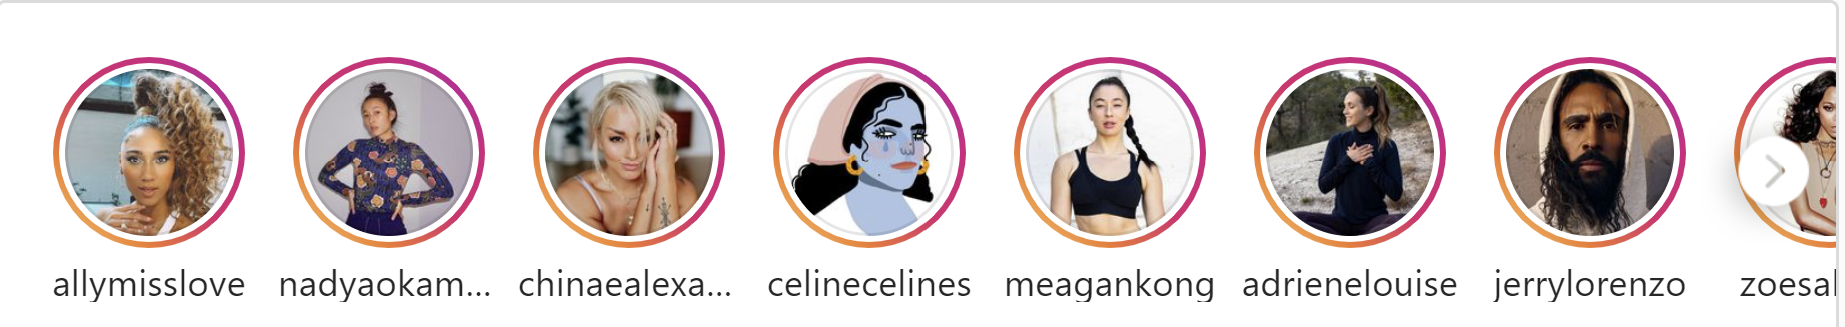 allymisslove
nadyaokam...
chinaealexa...
celinecelines
meagankong
adrienelouise
jerrylorenzo
zoesal